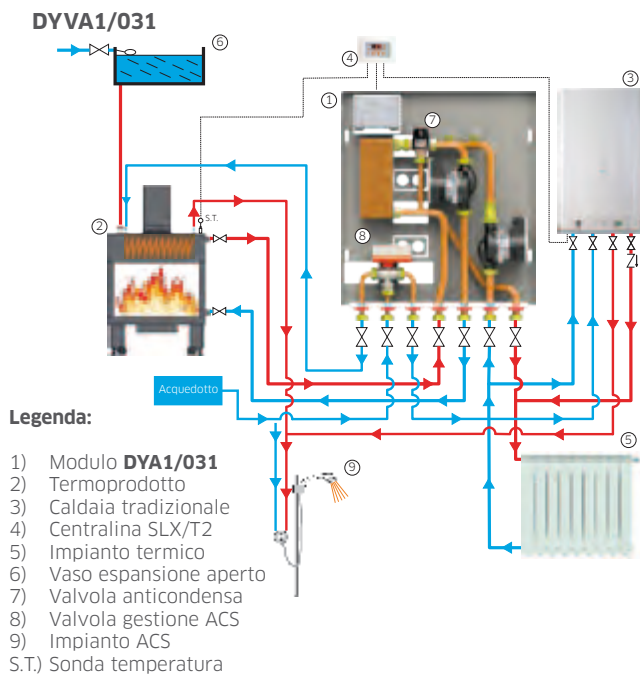 DYVA1/031
6
4
3
1
7
S.T.
2
8
Acquedotto
Legenda:
5
9
1) Modulo DYA1/031
2) Termoprodotto
3) Caldaia tradizionale
4) Centralina SLX/T2
5) Impianto termico
6) Vaso espansione aperto
7) Valvola anticondensa
8) Valvola gestione ACS
9) Impianto ACS
S.T.) Sonda temperatura